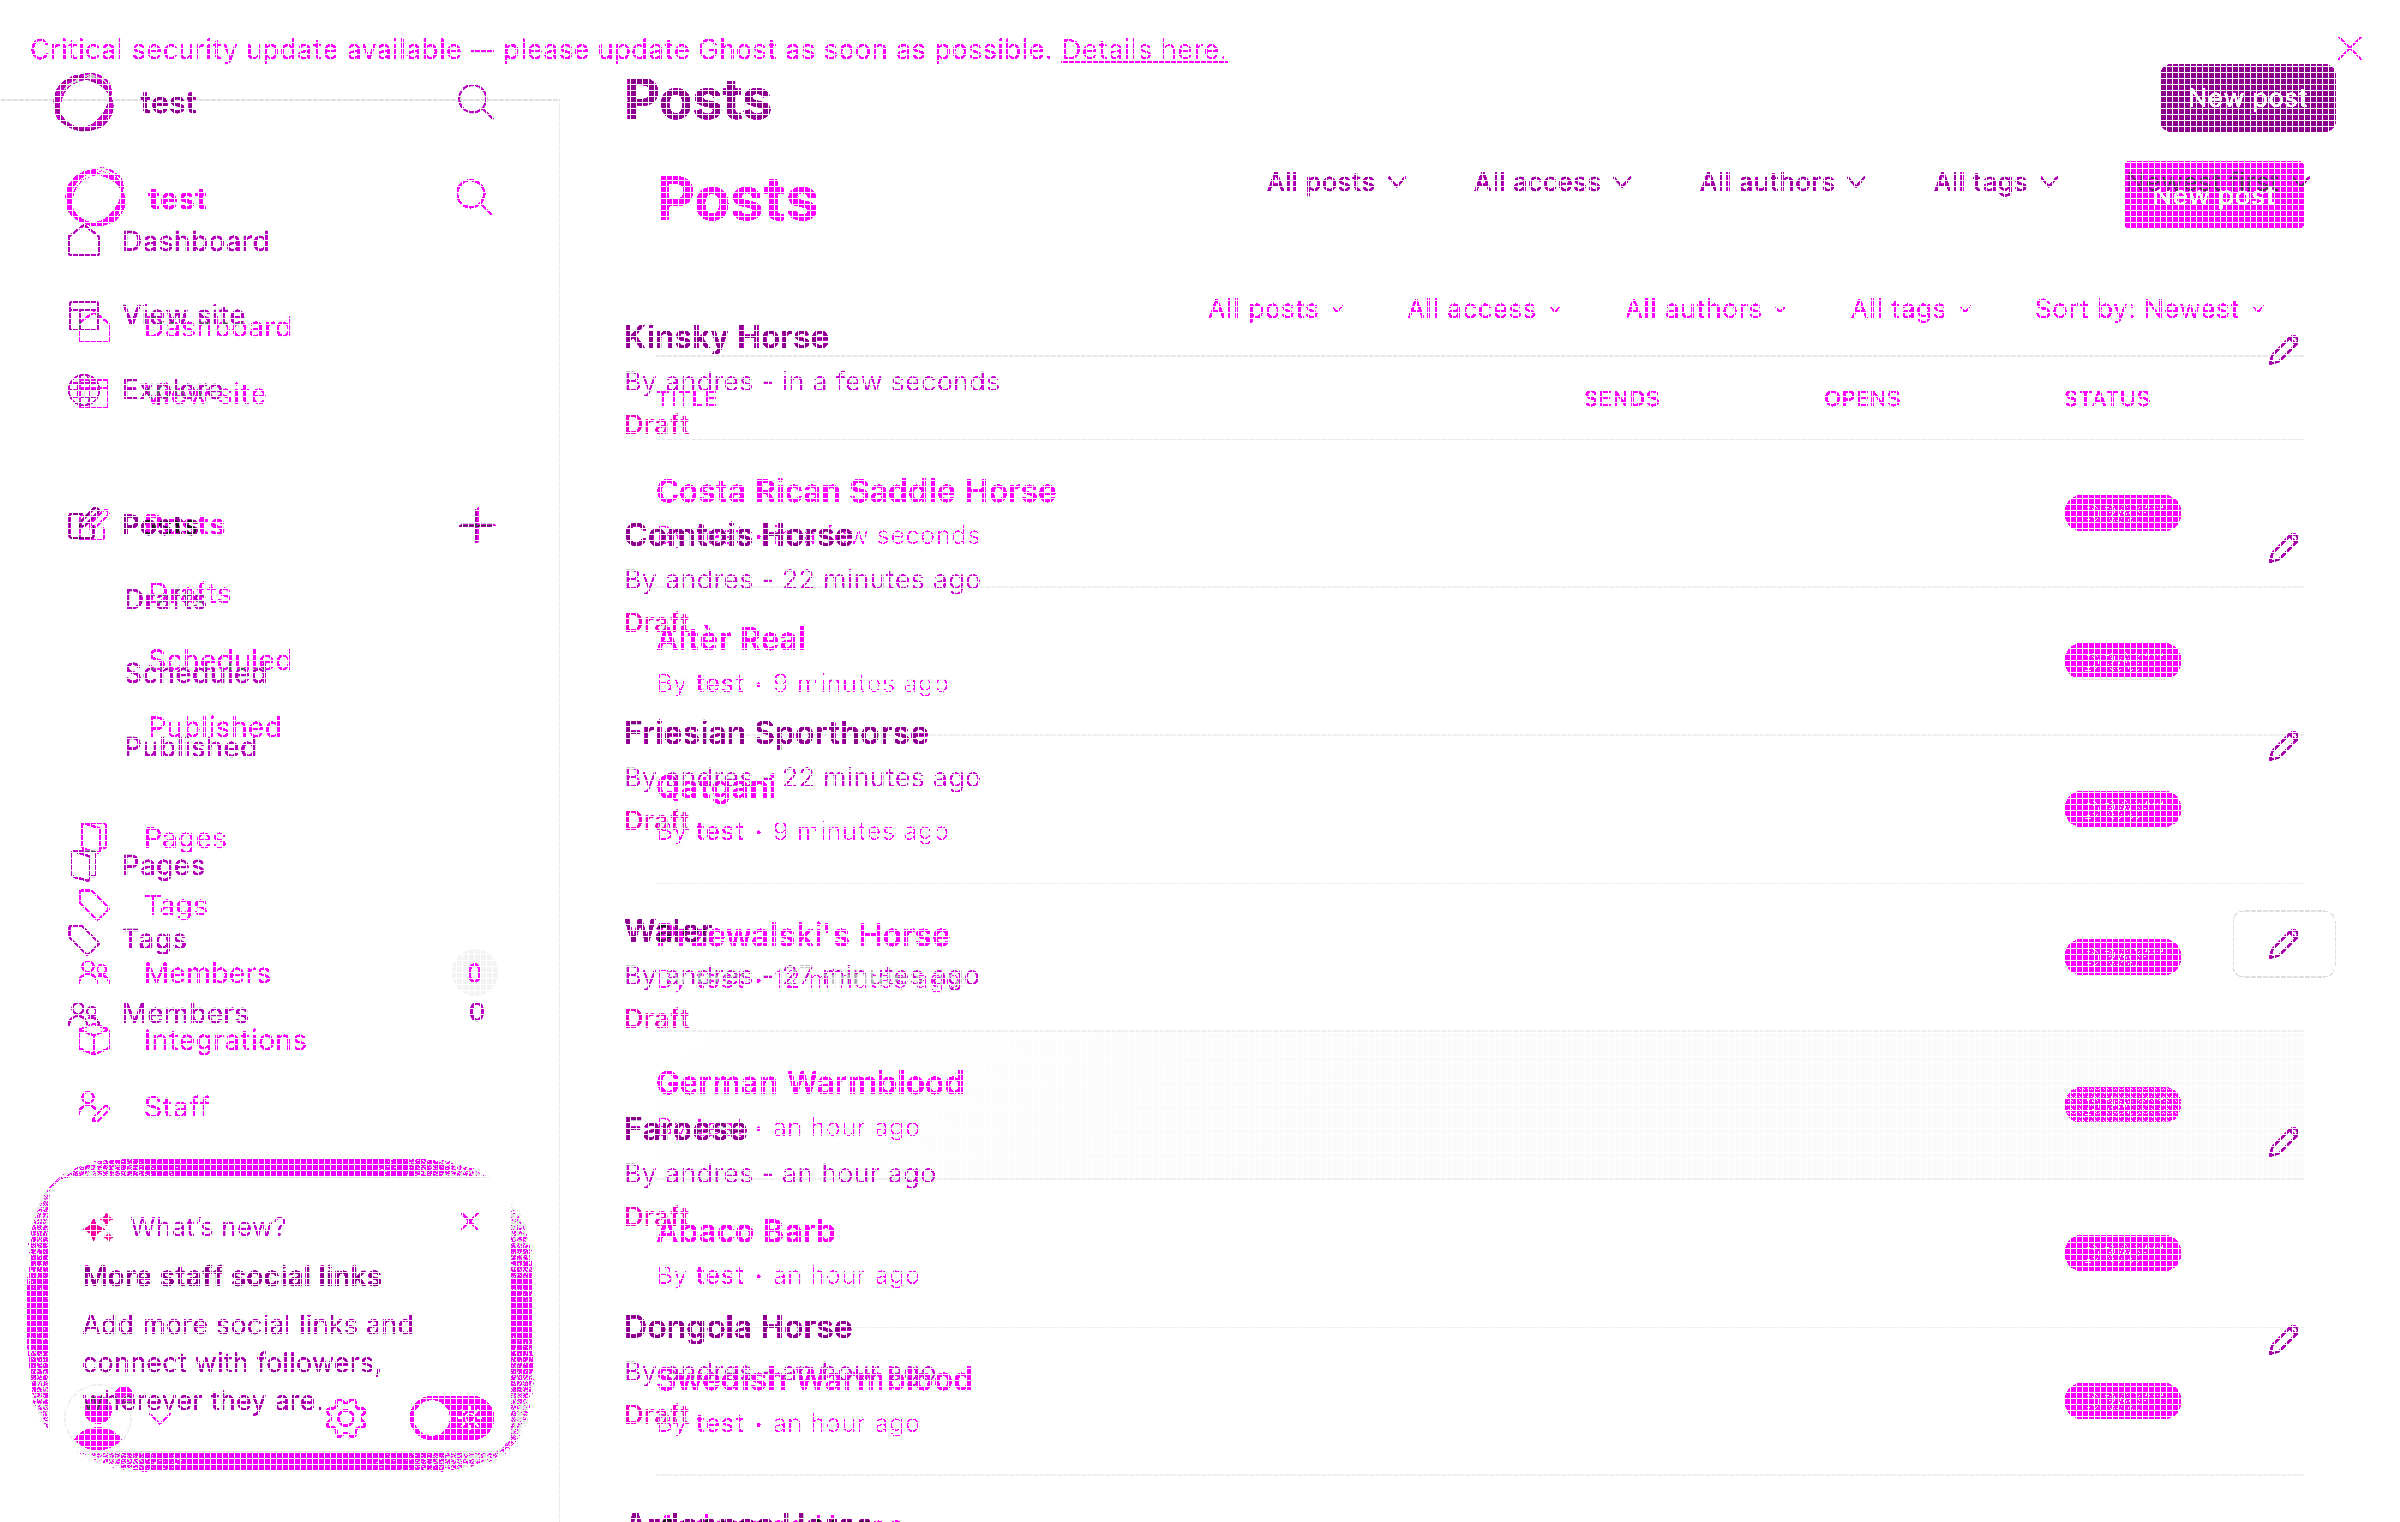 Critical security update available — please update Ghost as soon as possible. Details here.
test
Posts
New post
test
Posts
All posts
All access
All authors
All tags
New post
Dashboard
View site
Dashboard
All posts
All access
All authors
All tags
Sort by: Newest
Kinsky Horse
By andres - in a few seconds
Draft
Explore
View site
TITLE
SENDS
OPENS
STATUS
Costa Rican Saddle Horse
Posts
Posts
Comtois Horse
seconds
By andres - 22 minutes ago
Draft
Drafts
Drafts
Altèr Real
Scheduled
Scheduled
By test • 9 minutes ago
Published
Published
Friesian Sporthorse
By andres - 22 minutes ago
Draft
Gatgani
By test • 9 minutes ago
Pages
Pages
Tags
Tags
Members
0
Members
0
Integrations
Staff
Waler
Przewalski's Horse
By andres - 27 minutes ago
Draft
German Warmblood
Faroese
an hour ago
By andres - an hour ago
Draft
Abaco Barb
By test • an hour ago
What's new?
More staff social links
Add more social links and
connect with followers,
wherever they are.
Dongola Horse
By andres - an hour ago
Swedish Warmblood
Draft
By test • an hour ago